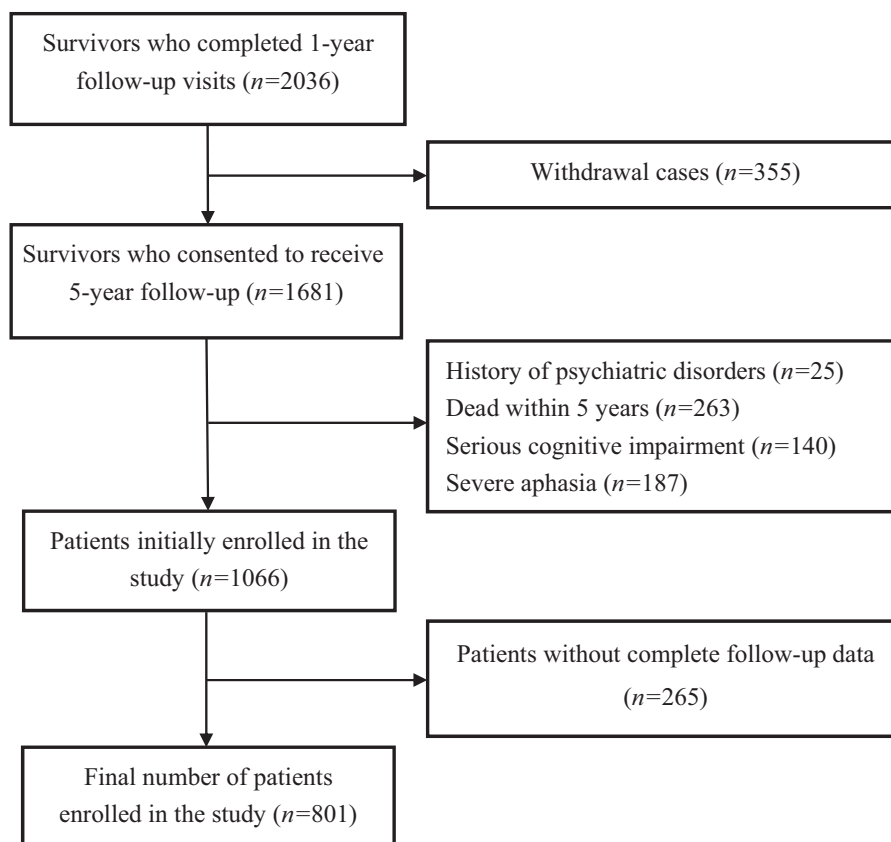 Survivors who completed 1-year
follow-up visits (n=2036)
Withdrawal cases (n=355)
Survivors who consented to receive
5-year follow-up (n=1681)
History of psychiatric disorders (n=25)
Dead within 5 years (n=263)
Serious cognitive impairment (n=140)
Severe aphasia (n=187)
Patients initially enrolled in the
study (n=1066)
Patients without complete follow-up data
(n=265)
Final number of patients
enrolled in the study (n=801)